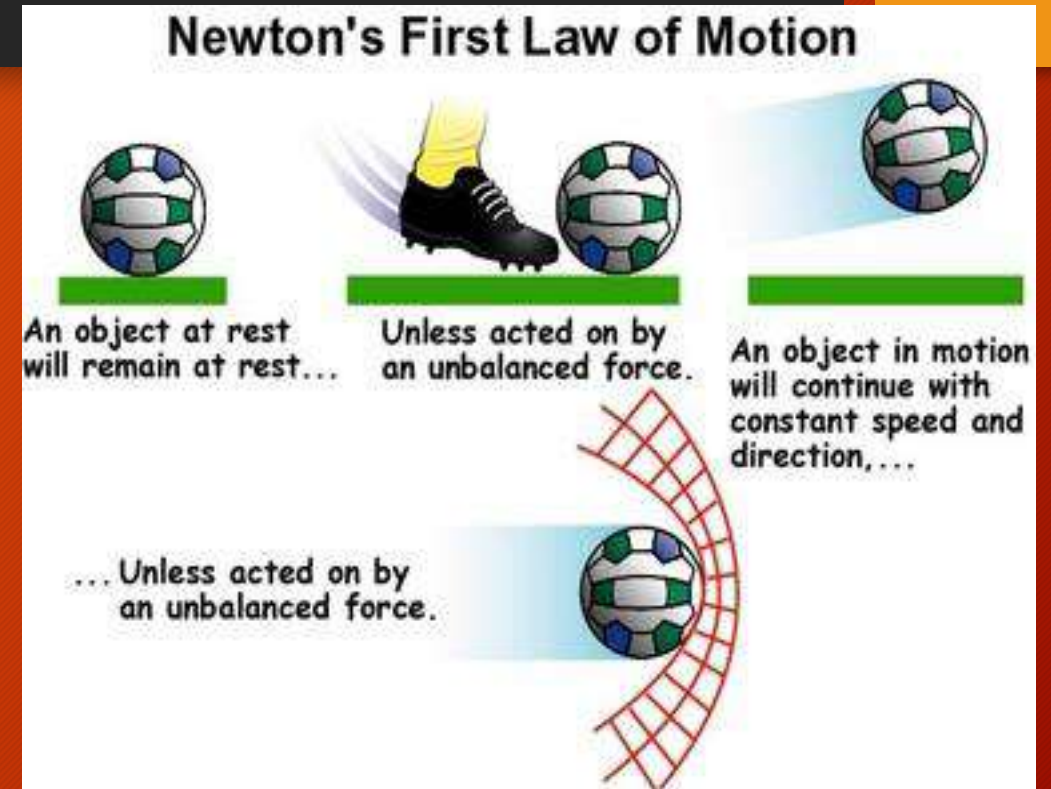 Newton's First Law of Motion
An object at rest
will remain at rest...
Unless acted on by
an unbalanced force.
An object in motion
will continue with
constant speed and
direction,...
... Unless acted on by
an unbalanced force.